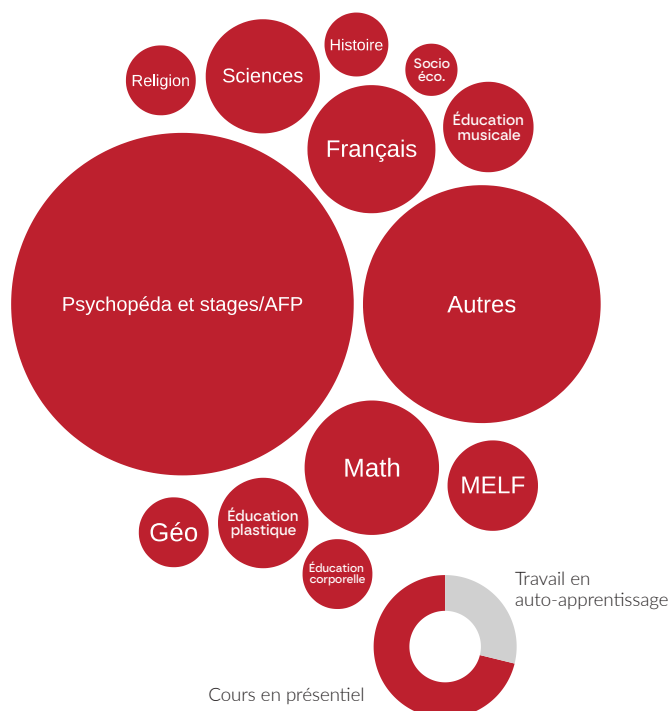 Histoire
Religion
Sciences
Socio
éco.
Français
Éducation
musicale
Psychopéda et stages/AFP
Autres
Math
MELF
Géo
Éducation
plastique
Éducation
corporelle
Travail en
auto-apprentissage
Cours en présentiel